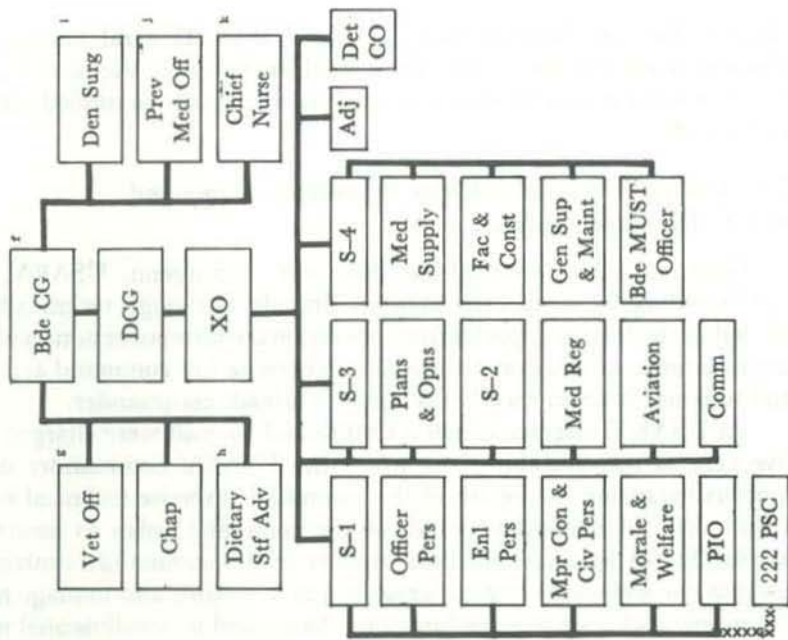 f
Bde CG
DCG
XO
g
Vet Off
Chap
h
Dietary
Stf Adv
i
Den Surg
j
Prev
Med Off
k
Chief
Nurse
S-1
Officer
Pers
Enl
Pers
Mpr Con &
Civ Pers
Morale &
Welfare
PIO
xxxxxxx
222 PSC
S-3
Plans
& Opns
S-2
Med Reg
Aviation
Comm
S-4
Med
Supply
Fac &
Const
Gen Sup
& Maint
Bde MUST
Officer
Adj
Det
CO